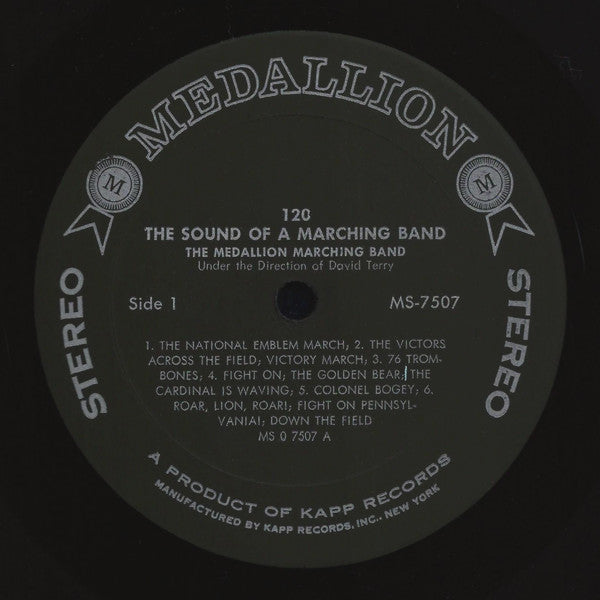 MEDALLION
M
M
120
THE SOUND OF A MARCHING BAND
THE MEDALLION MARCHING BAND
Under the Direction of David Terry
Side 1
MS-7507
STEREO
STEREO
1. THE NATIONAL EMBLEM MARCH; 2. THE VICTORS
ACROSS THE FIELD; VICTORY MARCH; 3. 76 TROM-
BONES; 4. FIGHT ON; THE GOLDEN BEAR; THE
CARDINAL IS WAVING; 5. COLONEL BOGEY; 6.
ROAR, LION, ROAR; FIGHT ON PENNSYL-
VANIA!; DOWN THE FIELD
MS 0 7507 A
A PRODUCT OF KAPP RECORDS
MANUFACTURED BY KAPP RECORDS, INC., NEW YORK